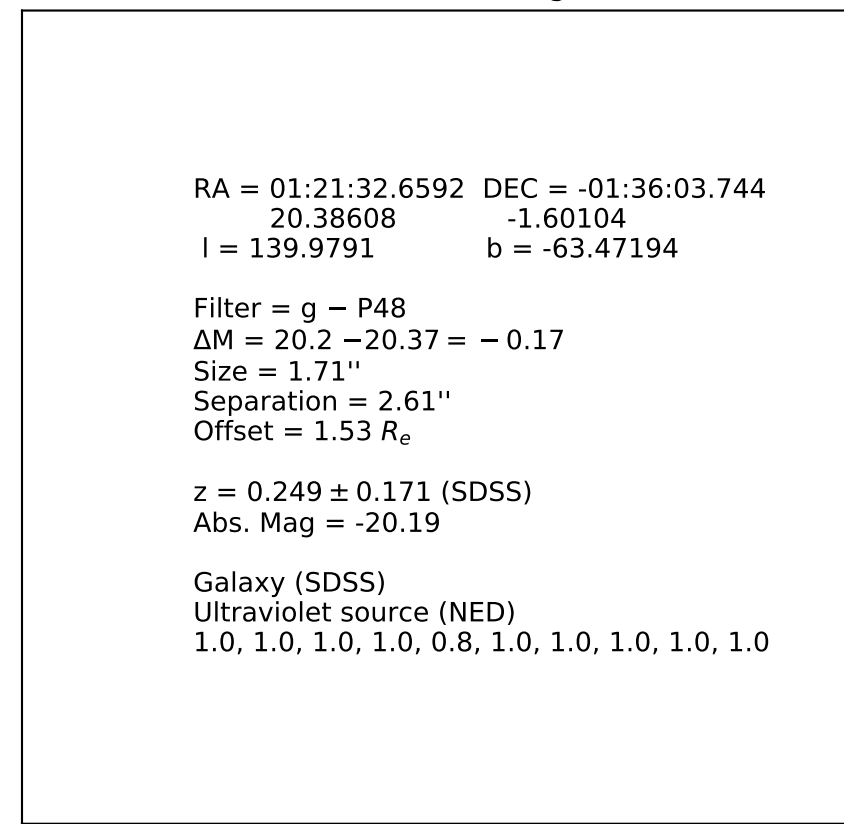 RA = 01:21:32.6592  DEC = -01:36:03.744
20.38608  -1.60104
l = 139.9791  b = -63.47194
Filter = g − P48
ΔM = 20.2 −20.37 = − 0.17
Size = 1.71''
Separation = 2.61''
Offset = 1.53 Rₑ
z = 0.249 ± 0.171 (SDSS)
Abs. Mag = -20.19
Galaxy (SDSS)
Ultraviolet source (NED)
1.0, 1.0, 1.0, 1.0, 0.8, 1.0, 1.0, 1.0, 1.0, 1.0